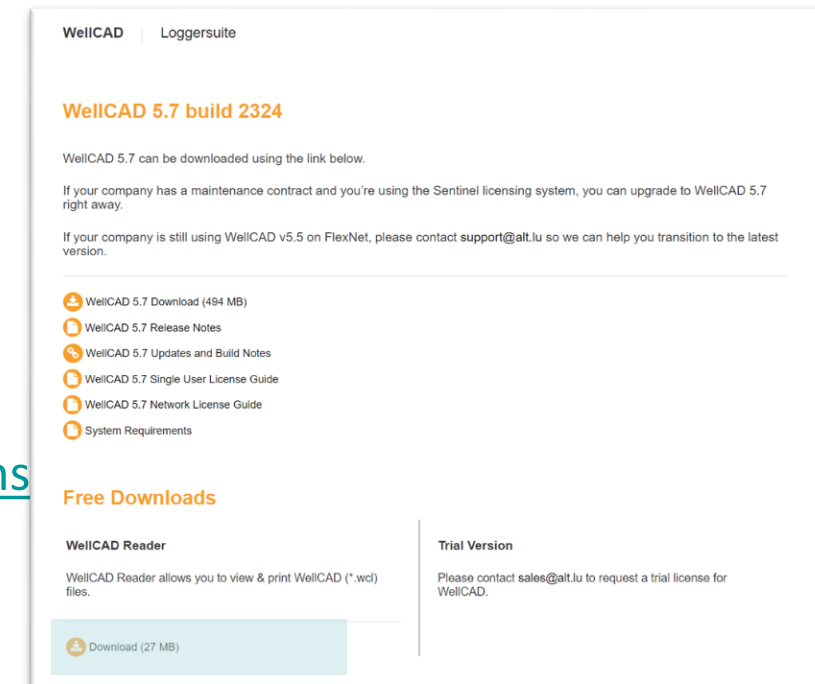 WellCAD Loggersuite
WellCAD 5.7 build 2324
WellCAD 5.7 can be downloaded using the link below.
If your company has a maintenance contract and you're using the Sentinel licensing system, you can upgrade to WellCAD 5.7
right away.
If your company is still using WellCAD v5.5 on FlexNet, please contact support@alt.lu so we can help you transition to the latest
version.
WellCAD 5.7 Download (494 MB)
WellCAD 5.7 Release Notes
WellCAD 5.7 Updates and Build Notes
WellCAD 5.7 Single User License Guide
WellCAD 5.7 Network License Guide
System Requirements
ns
Free Downloads
WellCAD Reader
WellCAD Reader allows you to view & print WellCAD (*.wcl)
files.
Download (27 MB)
Trial Version
Please contact sales@alt.lu to request a trial license for
WellCAD.